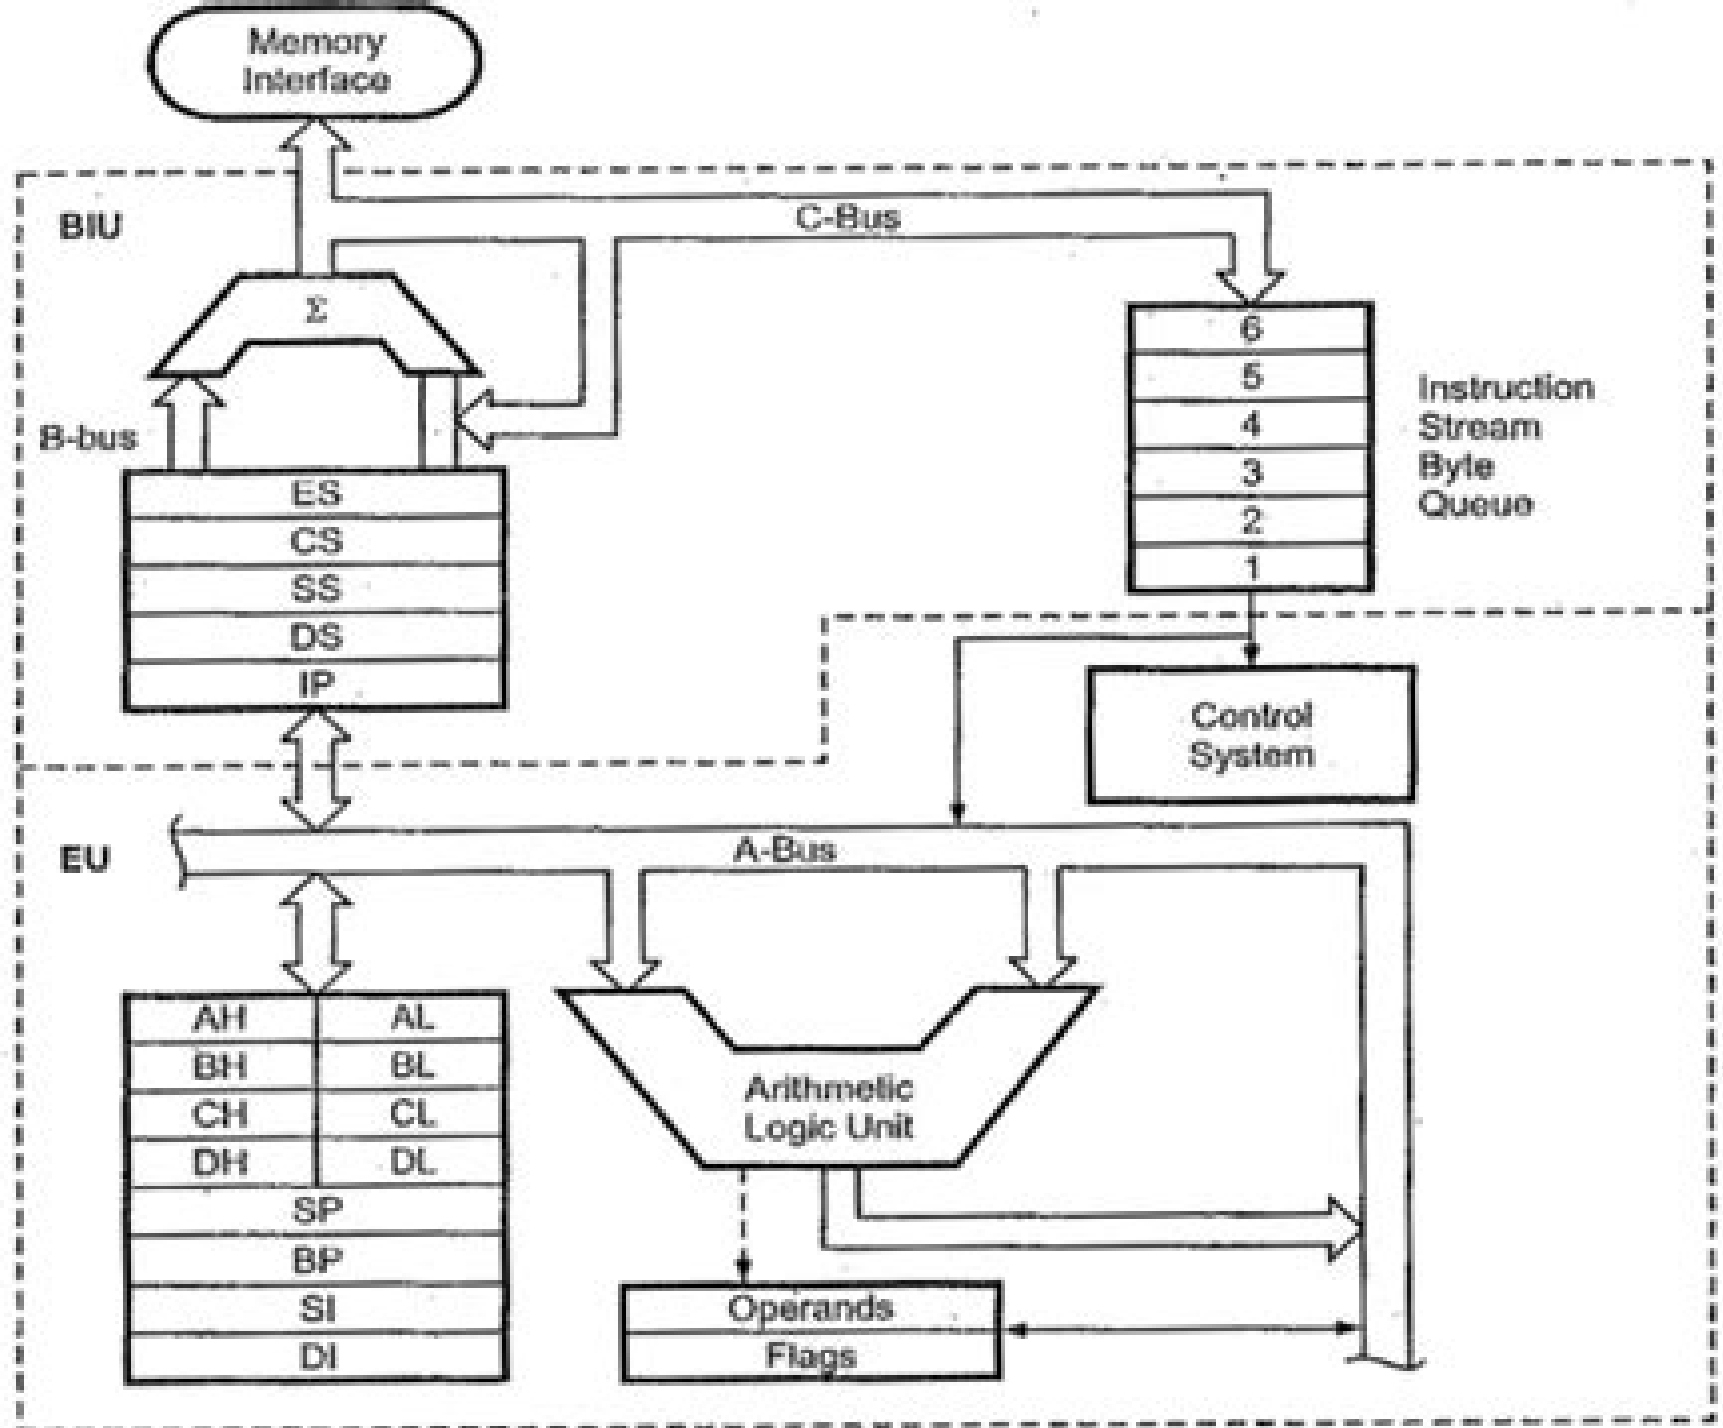 Memory
Interface
BIU
C-Bus
Σ
B-bus
6
5
4
3
2
1
Instruction
Stream
Byte
Queue
ES
CS
SS
DS
IP
Control
System
EU
A-Bus
AH AL
BH BL
CH CL
DH DL
SP
BP
SI
DI
Arithmetic
Logic Unit
Operands
Flags